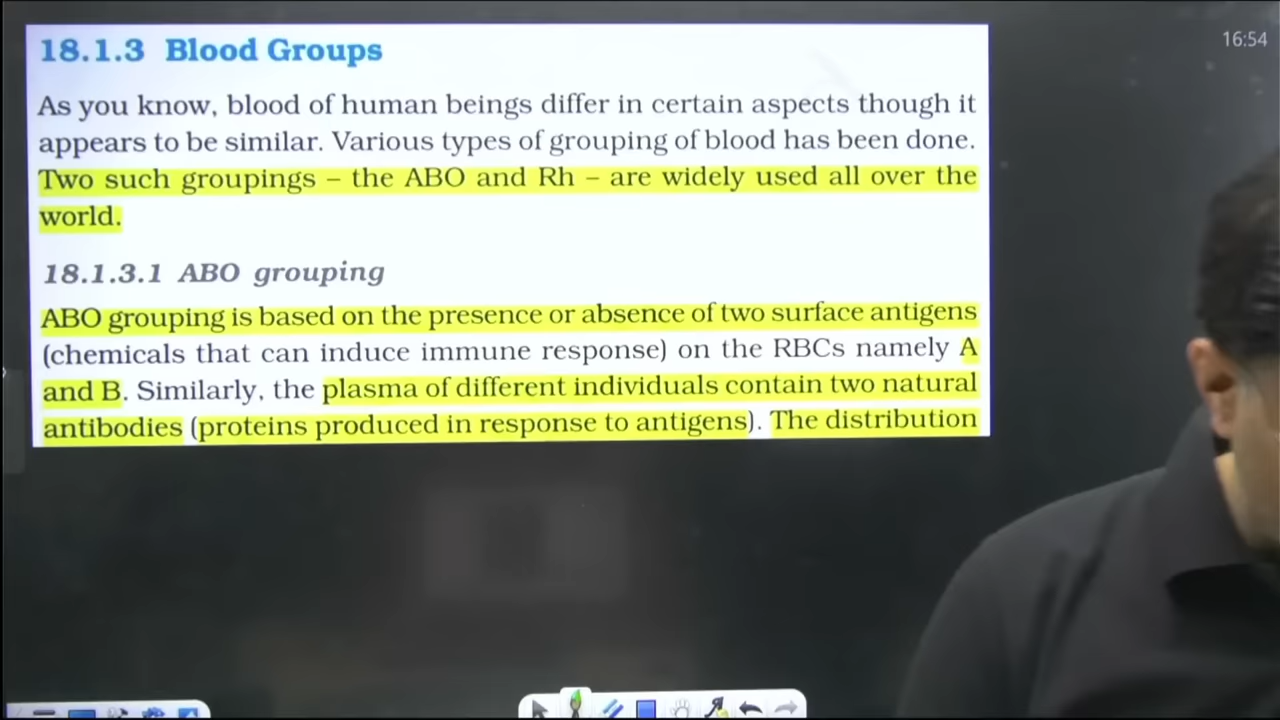 18.1.3 Blood Groups
16:54
As you know, blood of human beings differ in certain aspects though it
appears to be similar. Various types of grouping of blood has been done.
Two such groupings – the ABO and Rh – are widely used all over the
world.
18.1.3.1 ABO grouping
ABO grouping is based on the presence or absence of two surface antigens
(chemicals that can induce immune response) on the RBCs namely A
and B. Similarly, the plasma of different individuals contain two natural
antibodies (proteins produced in response to antigens). The distribution